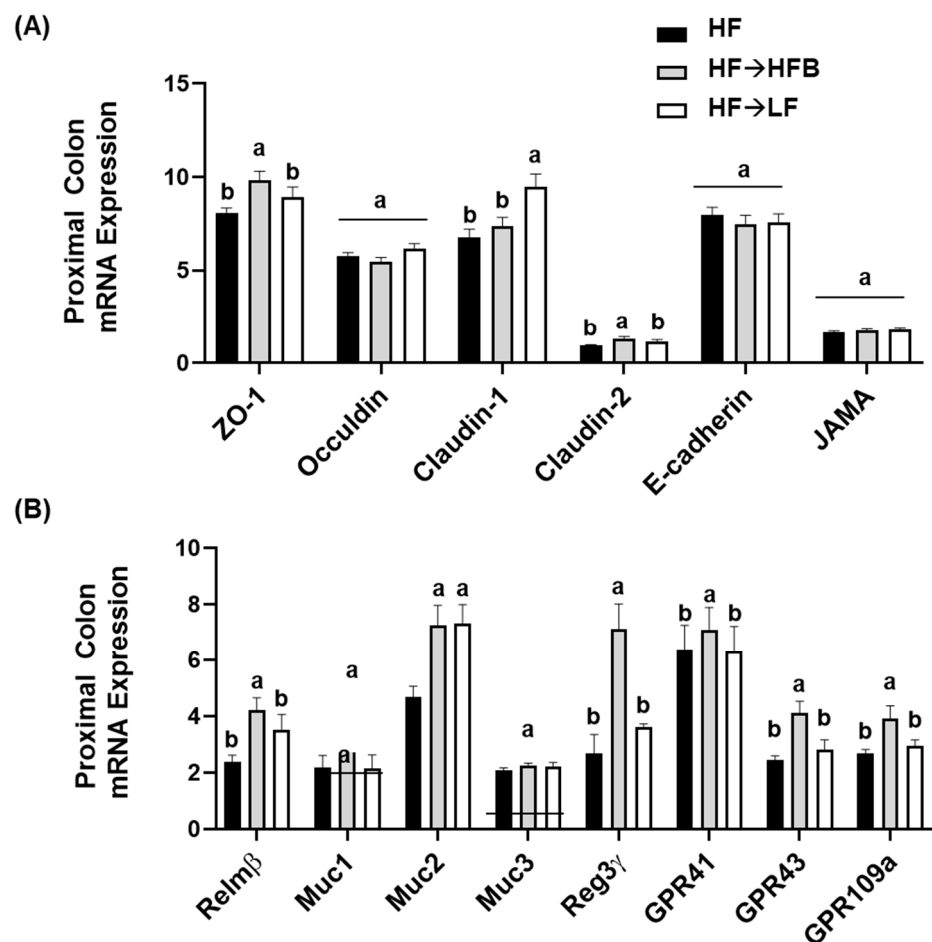 (A)
HF
HF→HFB
HF→LF
Proximal Colon
mRNA Expression
15
10
5
0
b a b
a
b b a
b a b
a
a
ZO-1
Occuldin
Claudin-1
Claudin-2
E-cadherin
JAMA
(B)
Proximal Colon
mRNA Expression
10
8
6
4
2
0
b a b
a
a
a a
a
b a b
b a b
b a b
b a b
Relmβ
Muc1
Muc2
Muc3
Reg3γ
GPR41
GPR43
GPR109a